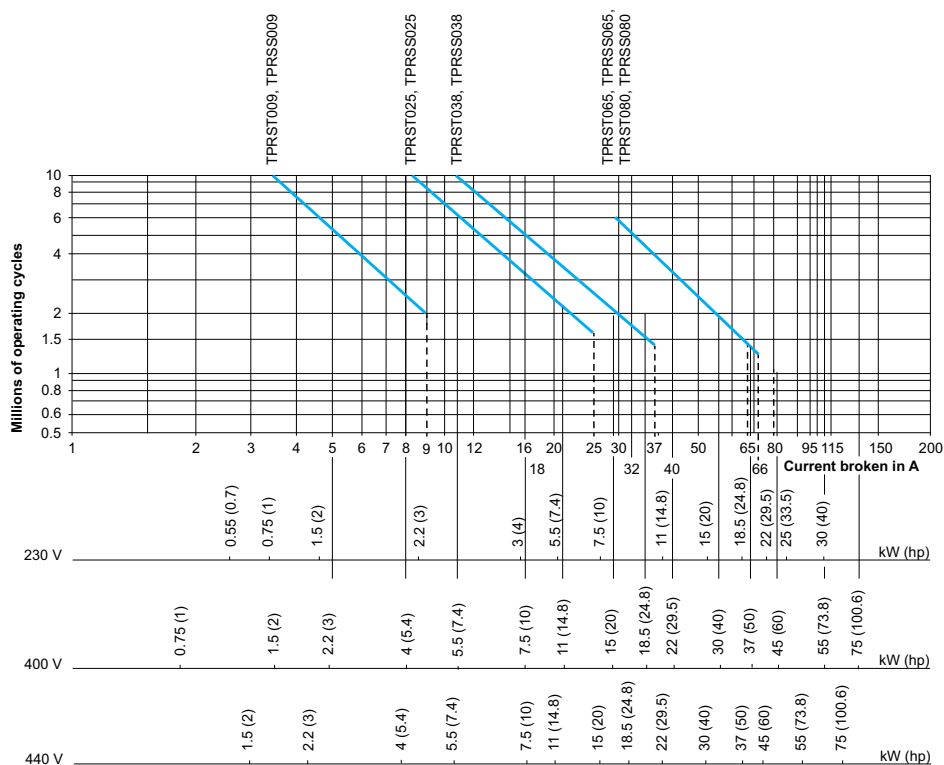 TPRST009, TPRSS009
TPRST025, TPRSS025
TPRST038, TPRSS038
TPRST065, TPRSS065,
TPRST080, TPRSS080
Millions of operating cycles
10
8
6
4
2
1.5
1
0.8
0.6
0.5
1 2 3 4 5 6 7 8 9 10 12 16 20 25 30 37 50 65 80 95 115 150 200
18 32 40 66 Current broken in A
0.55 (0.7) 0.75 (1) 1.5 (2) 2.2 (3) 3 (4) 5.5 (7.4) 7.5 (10) 11 (14.8) 15 (20) 18.5 (24.8) 22 (29.5) 25 (33.5) 30 (40)
230 V kW (hp)
0.75 (1) 1.5 (2) 2.2 (3) 4 (5.4) 5.5 (7.4) 7.5 (10) 11 (14.8) 15 (20) 18.5 (24.8) 22 (29.5) 30 (40) 37 (50) 45 (60) 55 (73.8) 75 (100.6)
400 V kW (hp)
1.5 (2) 2.2 (3) 4 (5.4) 5.5 (7.4) 7.5 (10) 11 (14.8) 15 (20) 18.5 (24.8) 22 (29.5) 30 (40) 37 (50) 45 (60) 55 (73.8) 75 (100.6)
440 V kW (hp)